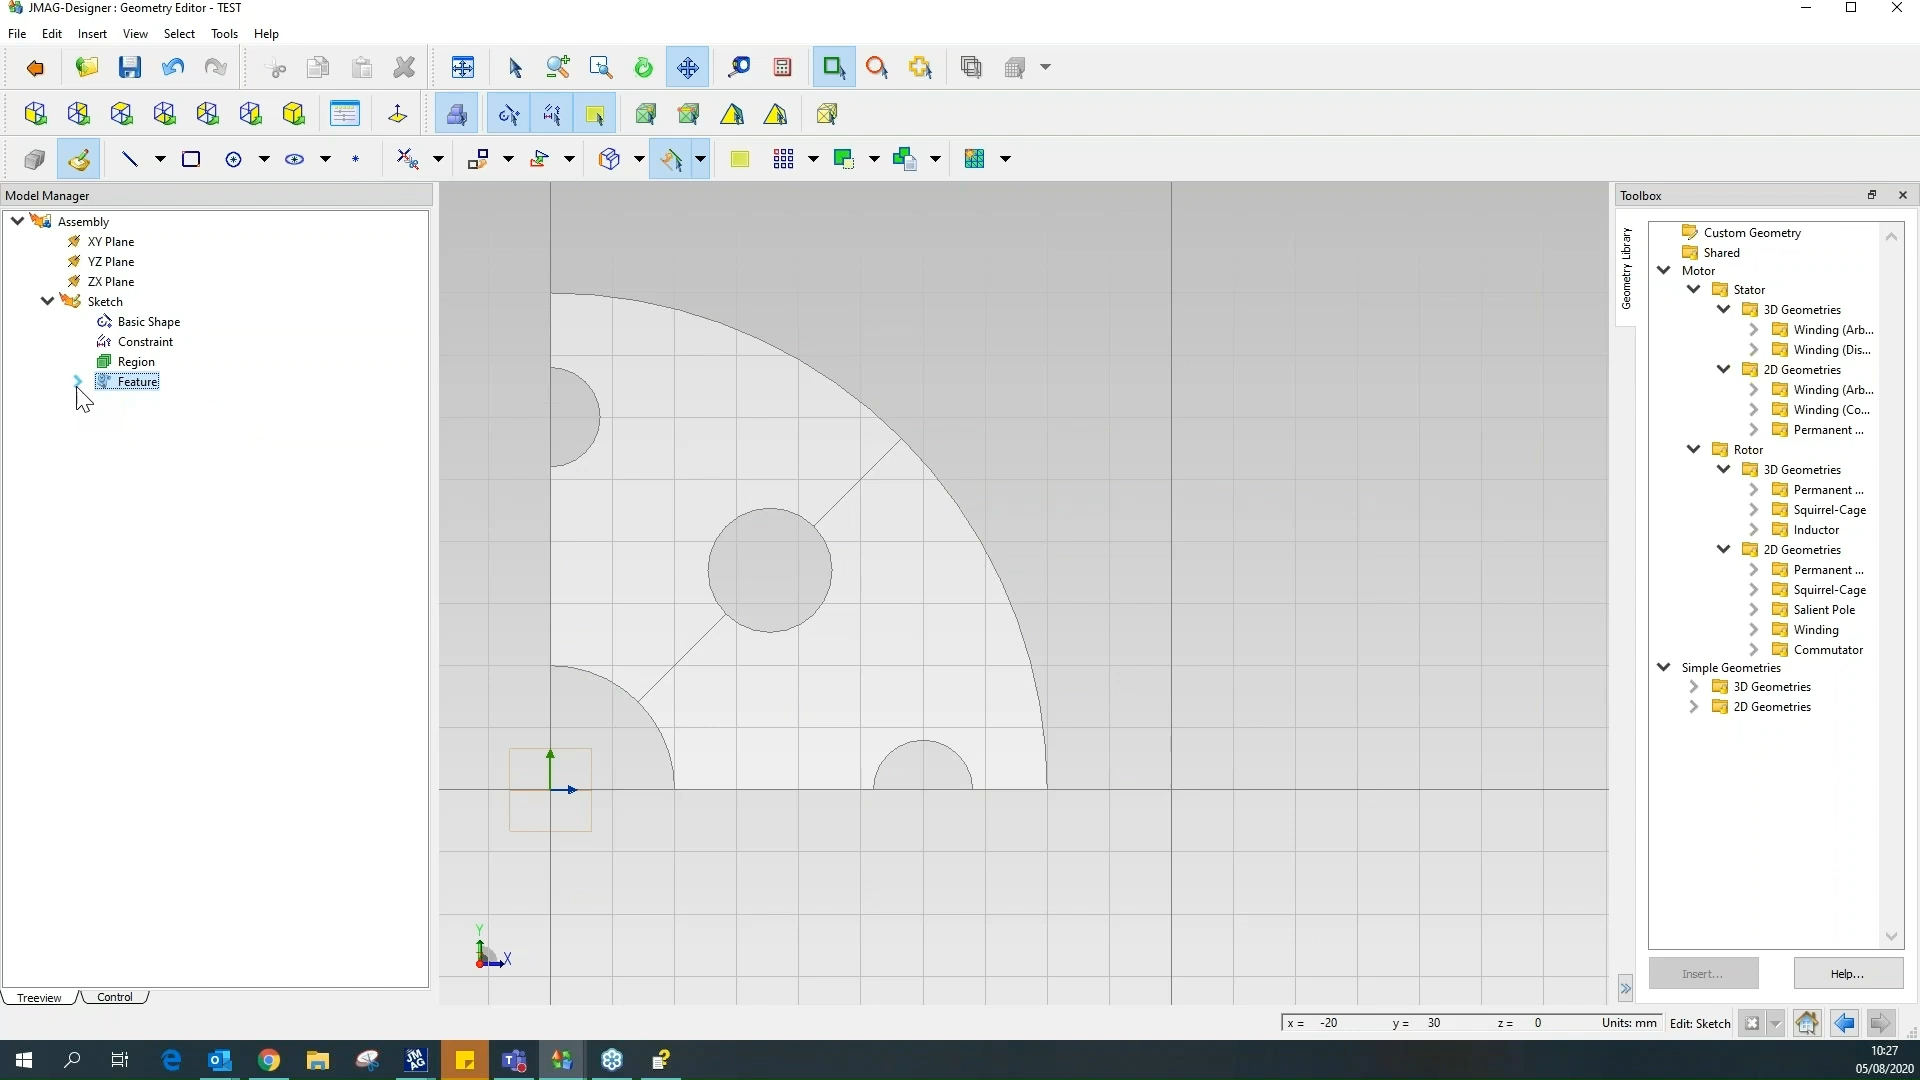 JMAG-Designer : Geometry Editor - TEST
File Edit Insert View Select Tools Help
Model Manager
Assembly
XY Plane
YZ Plane
ZX Plane
Sketch
Basic Shape
Constraint
Region
Feature
Treeview Control
Y
X
Toolbox
Geometry Library
Custom Geometry
Shared
Motor
Stator
3D Geometries
Winding (Arb...
Winding (Dis...
2D Geometries
Winding (Arb...
Winding (Co...
Permanent ...
Rotor
3D Geometries
Permanent ...
Squirrel-Cage
Inductor
2D Geometries
Permanent ...
Squirrel-Cage
Salient Pole
Winding
Commutator
Simple Geometries
3D Geometries
2D Geometries
Insert... Help...
x = -20 y = 30 z = 0 Units: mm Edit: Sketch
JM
AG
10:27
05/08/2020